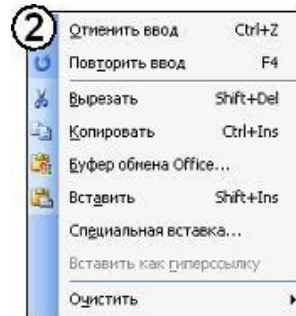 2
Отменить ввод Ctrl+Z
Повторить ввод F4
Вырезать Shift+Del
Копировать Ctrl+Ins
Буфер обмена Office...
Вставить Shift+Ins
Специальная вставка...
Вставить как гиперссылку
Очистить